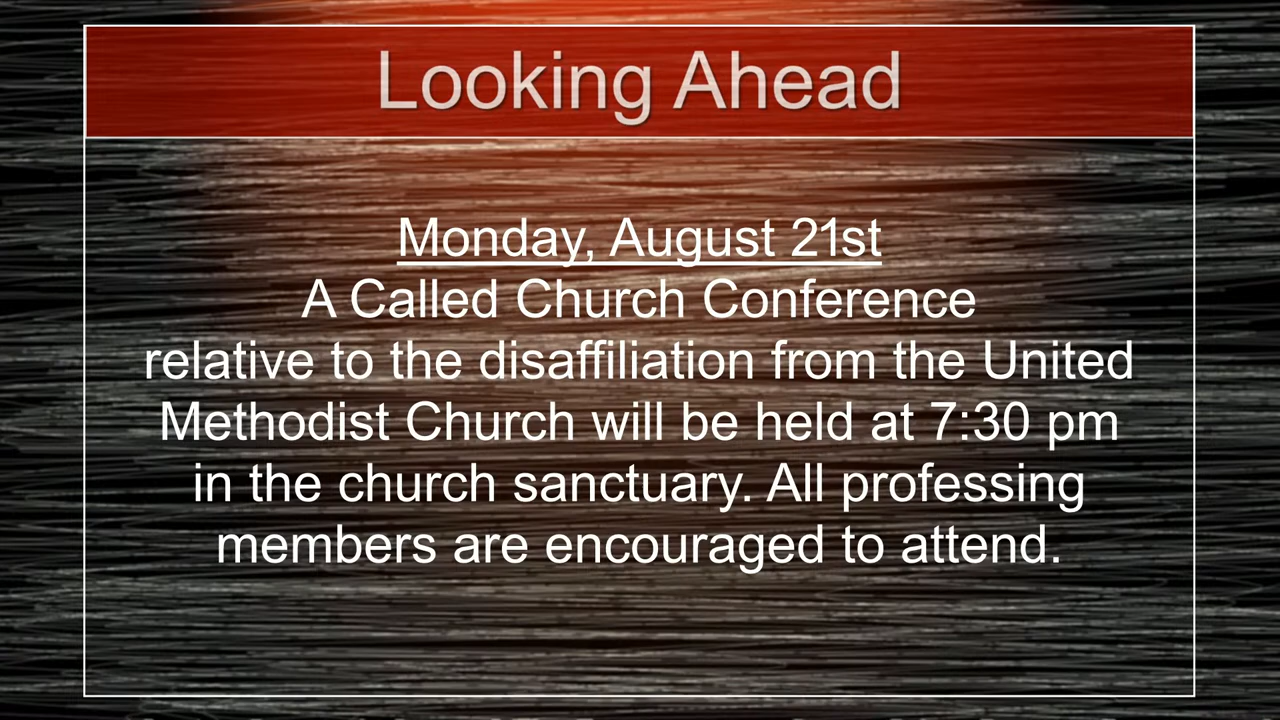 Looking Ahead
Monday, August 21st
A Called Church Conference
relative to the disaffiliation from the United
Methodist Church will be held at 7:30 pm
in the church sanctuary. All professing
members are encouraged to attend.